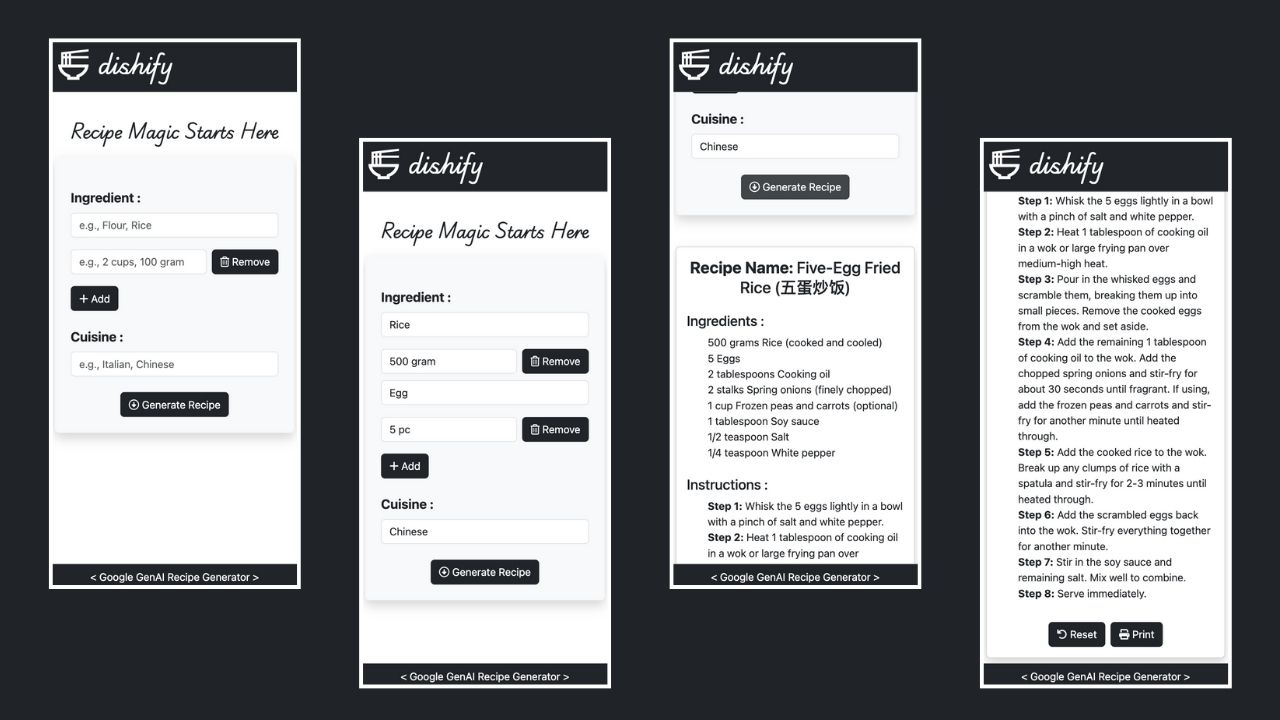 dishify
Recipe Magic Starts Here
Ingredient :
e.g., Flour, Rice
e.g., 2 cups, 100 gram
Remove
+ Add
Cuisine :
e.g., Italian, Chinese
Generate Recipe
< Google GenAI Recipe Generator >
dishify
Recipe Magic Starts Here
Ingredient :
Rice
500 gram
Remove
Egg
5 pc
Remove
+ Add
Cuisine :
Chinese
Generate Recipe
< Google GenAI Recipe Generator >
dishify
Cuisine :
Chinese
Generate Recipe
Recipe Name: Five-Egg Fried
Rice (五蛋炒饭)
Ingredients :
500 grams Rice (cooked and cooled)
5 Eggs
2 tablespoons Cooking oil
2 stalks Spring onions (finely chopped)
1 cup Frozen peas and carrots (optional)
1 tablespoon Soy sauce
1/2 teaspoon Salt
1/4 teaspoon White pepper
Instructions :
Step 1: Whisk the 5 eggs lightly in a bowl
with a pinch of salt and white pepper.
Step 2: Heat 1 tablespoon of cooking oil
in a wok or large frying pan over
< Google GenAI Recipe Generator >
dishify
Step 1: Whisk the 5 eggs lightly in a bowl
with a pinch of salt and white pepper.
Step 2: Heat 1 tablespoon of cooking oil
in a wok or large frying pan over
medium-high heat.
Step 3: Pour in the whisked eggs and
scramble them, breaking them up into
small pieces. Remove the cooked eggs
from the wok and set aside.
Step 4: Add the remaining 1 tablespoon
of cooking oil to the wok. Add the
chopped spring onions and stir-fry for
about 30 seconds until fragrant. If using,
add the frozen peas and carrots and stir-
fry for another minute until heated
through.
Step 5: Add the cooked rice to the wok.
Break up any clumps of rice with a
spatula and stir-fry for 2-3 minutes until
heated through.
Step 6: Add the scrambled eggs back
into the wok. Stir-fry everything together
for another minute.
Step 7: Stir in the soy sauce and
remaining salt. Mix well to combine.
Step 8: Serve immediately.
Reset
Print
< Google GenAI Recipe Generator >